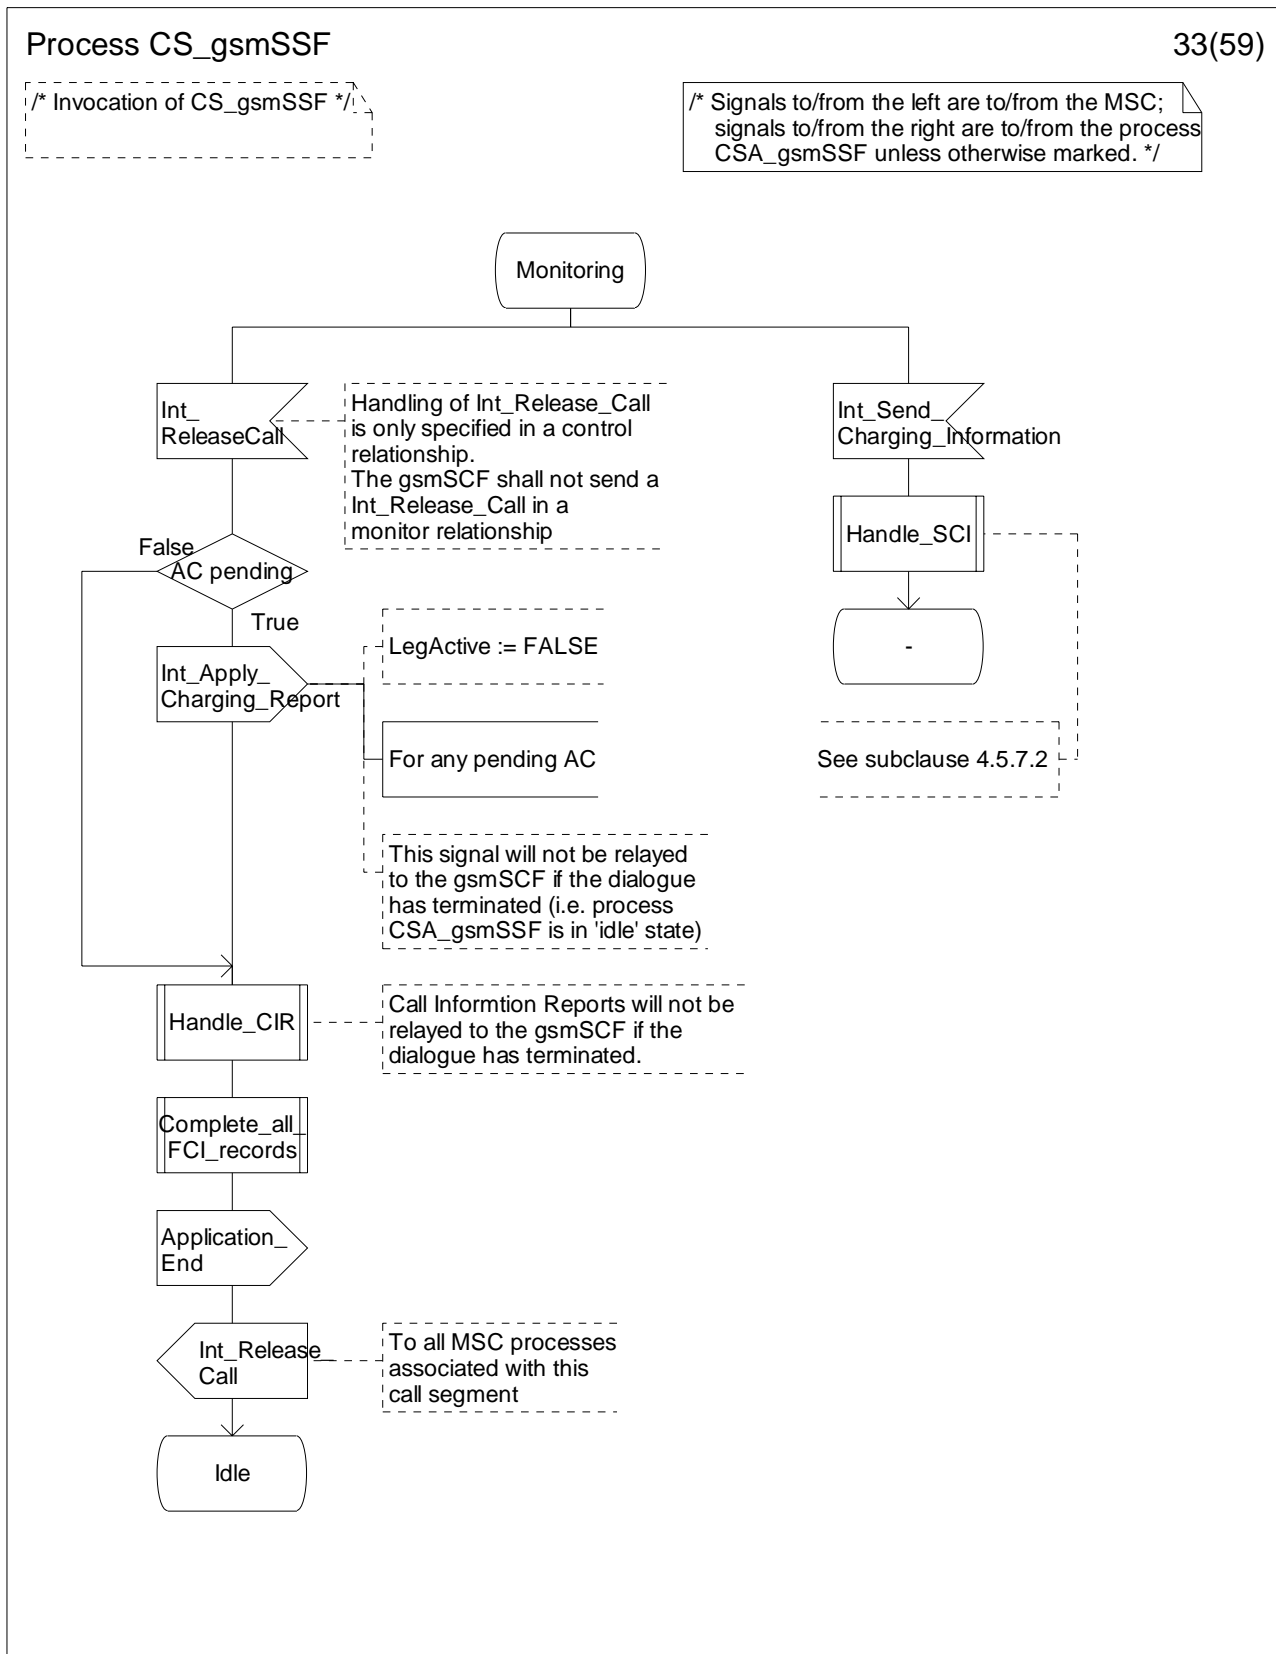 Process CS_gsmSSF
33(59)
/* Invocation of CS_gsmSSF */
/* Signals to/from the left are to/from the MSC;
signals to/from the right are to/from the process
CSA_gsmSSF unless otherwise marked. */
Monitoring
Int_
ReleaseCall
Handling of Int_Release_Call
is only specified in a control
relationship.
The gsmSCF shall not send a
Int_Release_Call in a
monitor relationship
Int_Send_
Charging_Information
Handle_SCI
False
AC pending
True
LegActive := FALSE
-
Int_Apply_
Charging_Report
For any pending AC
See subclause 4.5.7.2
This signal will not be relayed
to the gsmSCF if the dialogue
has terminated (i.e. process
CSA_gsmSSF is in 'idle' state)
Handle_CIR
Call Informtion Reports will not be
relayed to the gsmSCF if the
dialogue has terminated.
Complete_all_
FCI_records
Application_
End
Int_Release_
Call
To all MSC processes
associated with this
call segment
Idle